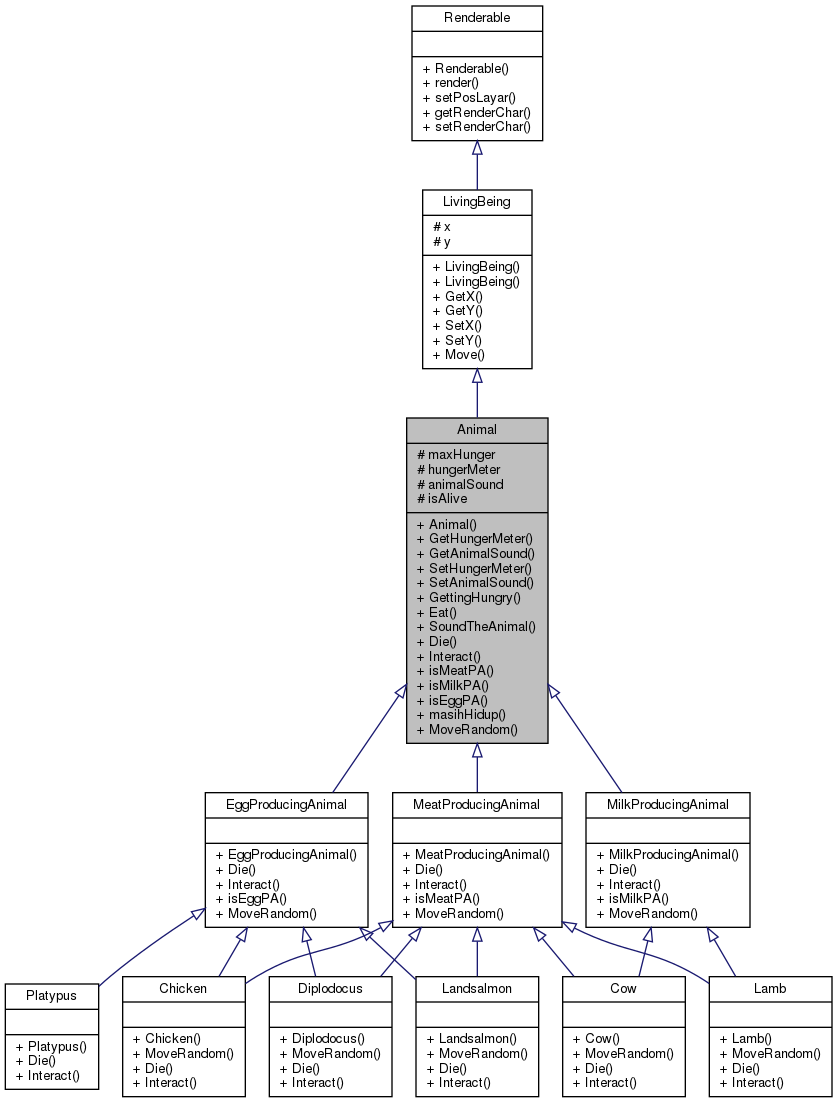 Renderable
+ Renderable()
+ render()
+ setPosLayar()
+ getRenderChar()
+ setRenderChar()
LivingBeing
# x
# y
+ LivingBeing()
+ LivingBeing()
+ GetX()
+ GetY()
+ SetX()
+ SetY()
+ Move()
Animal
# maxHunger
# hungerMeter
# animalSound
# isAlive
+ Animal()
+ GetHungerMeter()
+ GetAnimalSound()
+ SetHungerMeter()
+ SetAnimalSound()
+ GettingHungry()
+ Eat()
+ SoundTheAnimal()
+ Die()
+ Interact()
+ isMeatPA()
+ isMilkPA()
+ isEggPA()
+ masihHidup()
+ MoveRandom()
EggProducingAnimal
+ EggProducingAnimal()
+ Die()
+ Interact()
+ isEggPA()
+ MoveRandom()
MeatProducingAnimal
+ MeatProducingAnimal()
+ Die()
+ Interact()
+ isMeatPA()
+ MoveRandom()
MilkProducingAnimal
+ MilkProducingAnimal()
+ Die()
+ Interact()
+ isMilkPA()
+ MoveRandom()
Platypus
+ Platypus()
+ Die()
+ Interact()
Chicken
+ Chicken()
+ MoveRandom()
+ Die()
+ Interact()
Diplodocus
+ Diplodocus()
+ MoveRandom()
+ Die()
+ Interact()
Landsalmon
+ Landsalmon()
+ MoveRandom()
+ Die()
+ Interact()
Cow
+ Cow()
+ MoveRandom()
+ Die()
+ Interact()
Lamb
+ Lamb()
+ MoveRandom()
+ Die()
+ Interact()